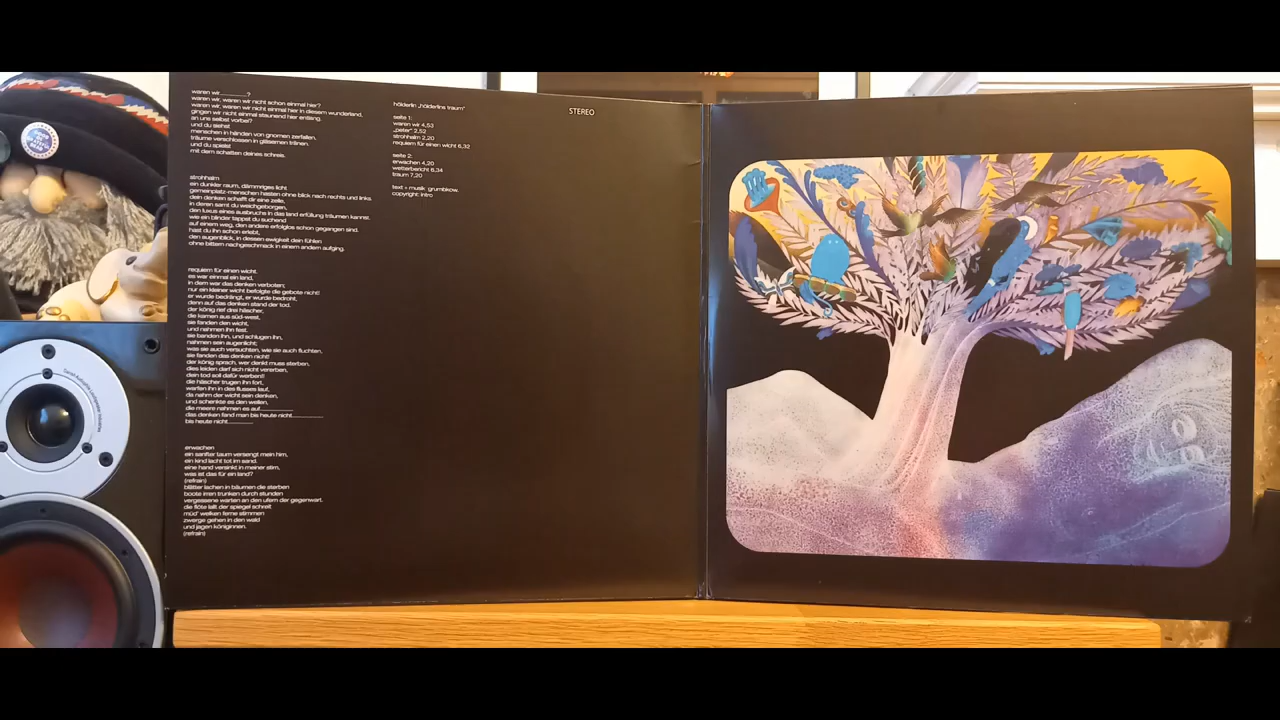 waren wir..............?
waren wir, waren wir nicht schon einmal hier?
waren wir, waren wir nicht einmal hier in diesem wunderland,
gingen wir nicht einmal staunend hier entlang,
an uns selbst vorbei?
und du siehst
menschen in händen von gnomen zerfallen,
träume verschlossen in gläsernen tränen.
und du spielst
mit dem schatten deines schreis.
strohhalm
ein dunkler raum, dämmriges licht
gemeinplatz-menschen hasten ohne blick nach rechts und links.
dein denken schafft dir eine zelle,
in deren samt du weichgeborgen,
den luxus eines ausbruchs in das land erfüllung träumen kannst.
wie ein blinder tappst du suchend
auf einem weg, den andere erfolglos schon gegangen sind.
hast du ihn schon erlebt,
den augenblick, in dessen ewigkeit dein fühlen
ohne bittern nachgeschmack in einem andern aufging.
requiem für einen wicht.
es war einmal ein land,
in dem war das denken verboten;
nur ein kleiner wicht befolgte die gebote nicht!
er wurde bedrängt, er wurde bedroht,
denn auf das denken stand der tod.
der könig rief drei häscher,
die kamen aus süd-west,
sie fanden den wicht,
und nahmen ihn fest.
sie banden ihn, und schlugen ihn,
nahmen sein augenlicht;
was sie auch versuchten, wie sie auch fluchten,
sie fanden das denken nicht!
der könig sprach, wer denkt muss sterben,
dies leiden darf sich nicht vererben,
dein tod soll dafür werben!!
die häscher trugen ihn fort,
warfen ihn in des flusses lauf,
da nahm der wicht sein denken,
und schenkte es den wellen.
die meere nahmen es auf..................
das denken fand man bis heute nicht.................
bis heute nicht..............
erwachen
ein sanfter traum versengt mein hirn,
ein kind lacht tot im sand.
eine hand versinkt in meiner stirn,
was ist das für ein land?
(refrain)
blätter lachen in bäumen die sterben
boote irren trunken durch stunden
vergessene warten an den ufern der gegenwart.
die flöte lallt der spiegel schreit
müd' welken ferne stimmen
zwerge gehen in den wald
und jagen königinnen.
(refrain)
hölderlin „hölderlins traum"
seite 1:
waren wir 4,53
„peter" 2,52
strohhalm 2,20
requiem für einen wicht 6,32
seite 2:
erwachen 4,20
wetterbericht 6,34
traum 7,20
text + musik: grumbkow.
copyright: intro
STEREO